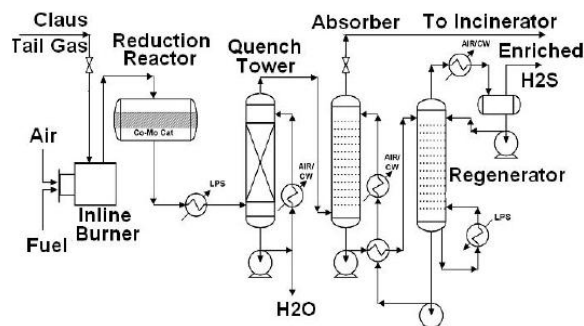 Claus
Tail Gas
Reduction
Reactor
Quench
Tower
Absorber
To Incinerator
AIR/CW
Enriched
H2S
Co-Mo Cat
Air
LPS
AIR/
CW
AIR/
CW
Regenerator
Inline
Burner
Fuel
LPS
H2O